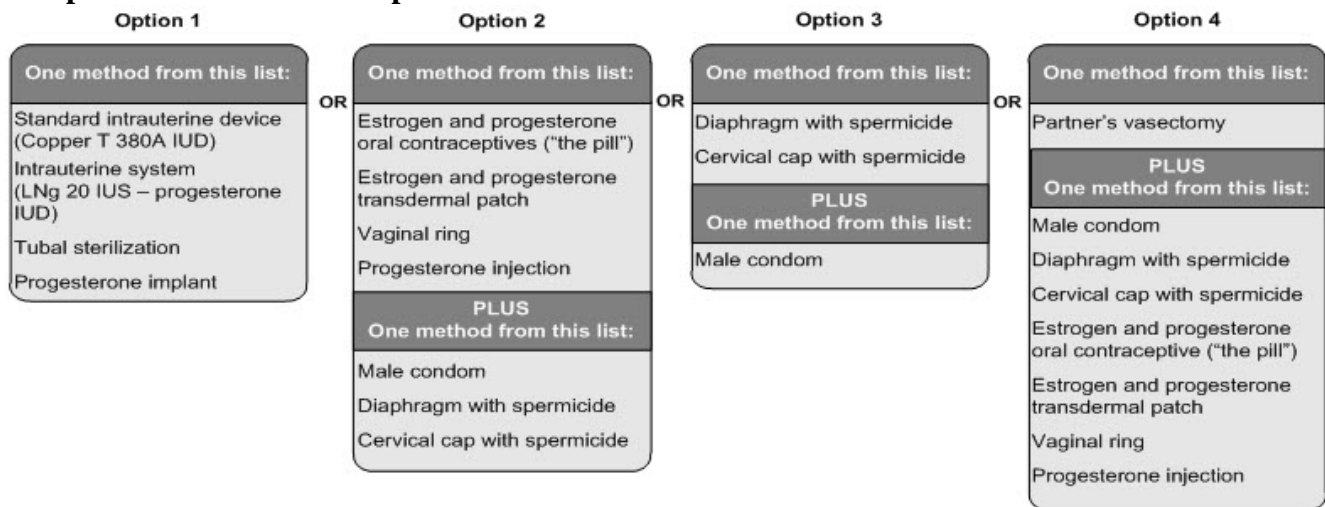 Option 1
One method from this list:
Standard intrauterine device
(Copper T 380A IUD)
Intrauterine system
(LNg 20 IUS – progesterone
IUD)
Tubal sterilization
Progesterone implant
OR
Option 2
One method from this list:
Estrogen and progesterone
oral contraceptives ("the pill")
Estrogen and progesterone
transdermal patch
Vaginal ring
Progesterone injection
PLUS
One method from this list:
Male condom
Diaphragm with spermicide
Cervical cap with spermicide
OR
Option 3
One method from this list:
Diaphragm with spermicide
Cervical cap with spermicide
PLUS
One method from this list:
Male condom
OR
Option 4
One method from this list:
Partner's vasectomy
PLUS
One method from this list:
Male condom
Diaphragm with spermicide
Cervical cap with spermicide
Estrogen and progesterone
oral contraceptive ("the pill")
Estrogen and progesterone
transdermal patch
Vaginal ring
Progesterone injection